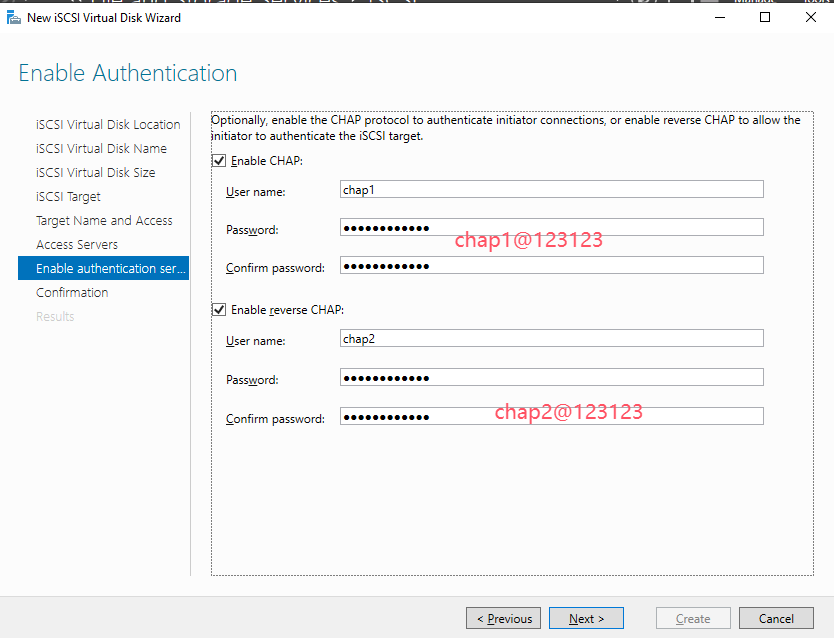 New iSCSI Virtual Disk Wizard
Enable Authentication
iSCSI Virtual Disk Location
iSCSI Virtual Disk Name
iSCSI Virtual Disk Size
iSCSI Target
Target Name and Access
Access Servers
Enable authentication ser...
Confirmation
Results
Optionally, enable the CHAP protocol to authenticate initiator connections, or enable reverse CHAP to allow the
initiator to authenticate the iSCSI target.
Enable CHAP:
User name: chap1
Password: ●●●●●●●●●●●●
chap1@123123
Confirm password: ●●●●●●●●●●●●
Enable reverse CHAP:
User name: chap2
Password: ●●●●●●●●●●●●
Confirm password: ●●●●●●●●●●●● chap2@123123
< Previous Next > Create Cancel